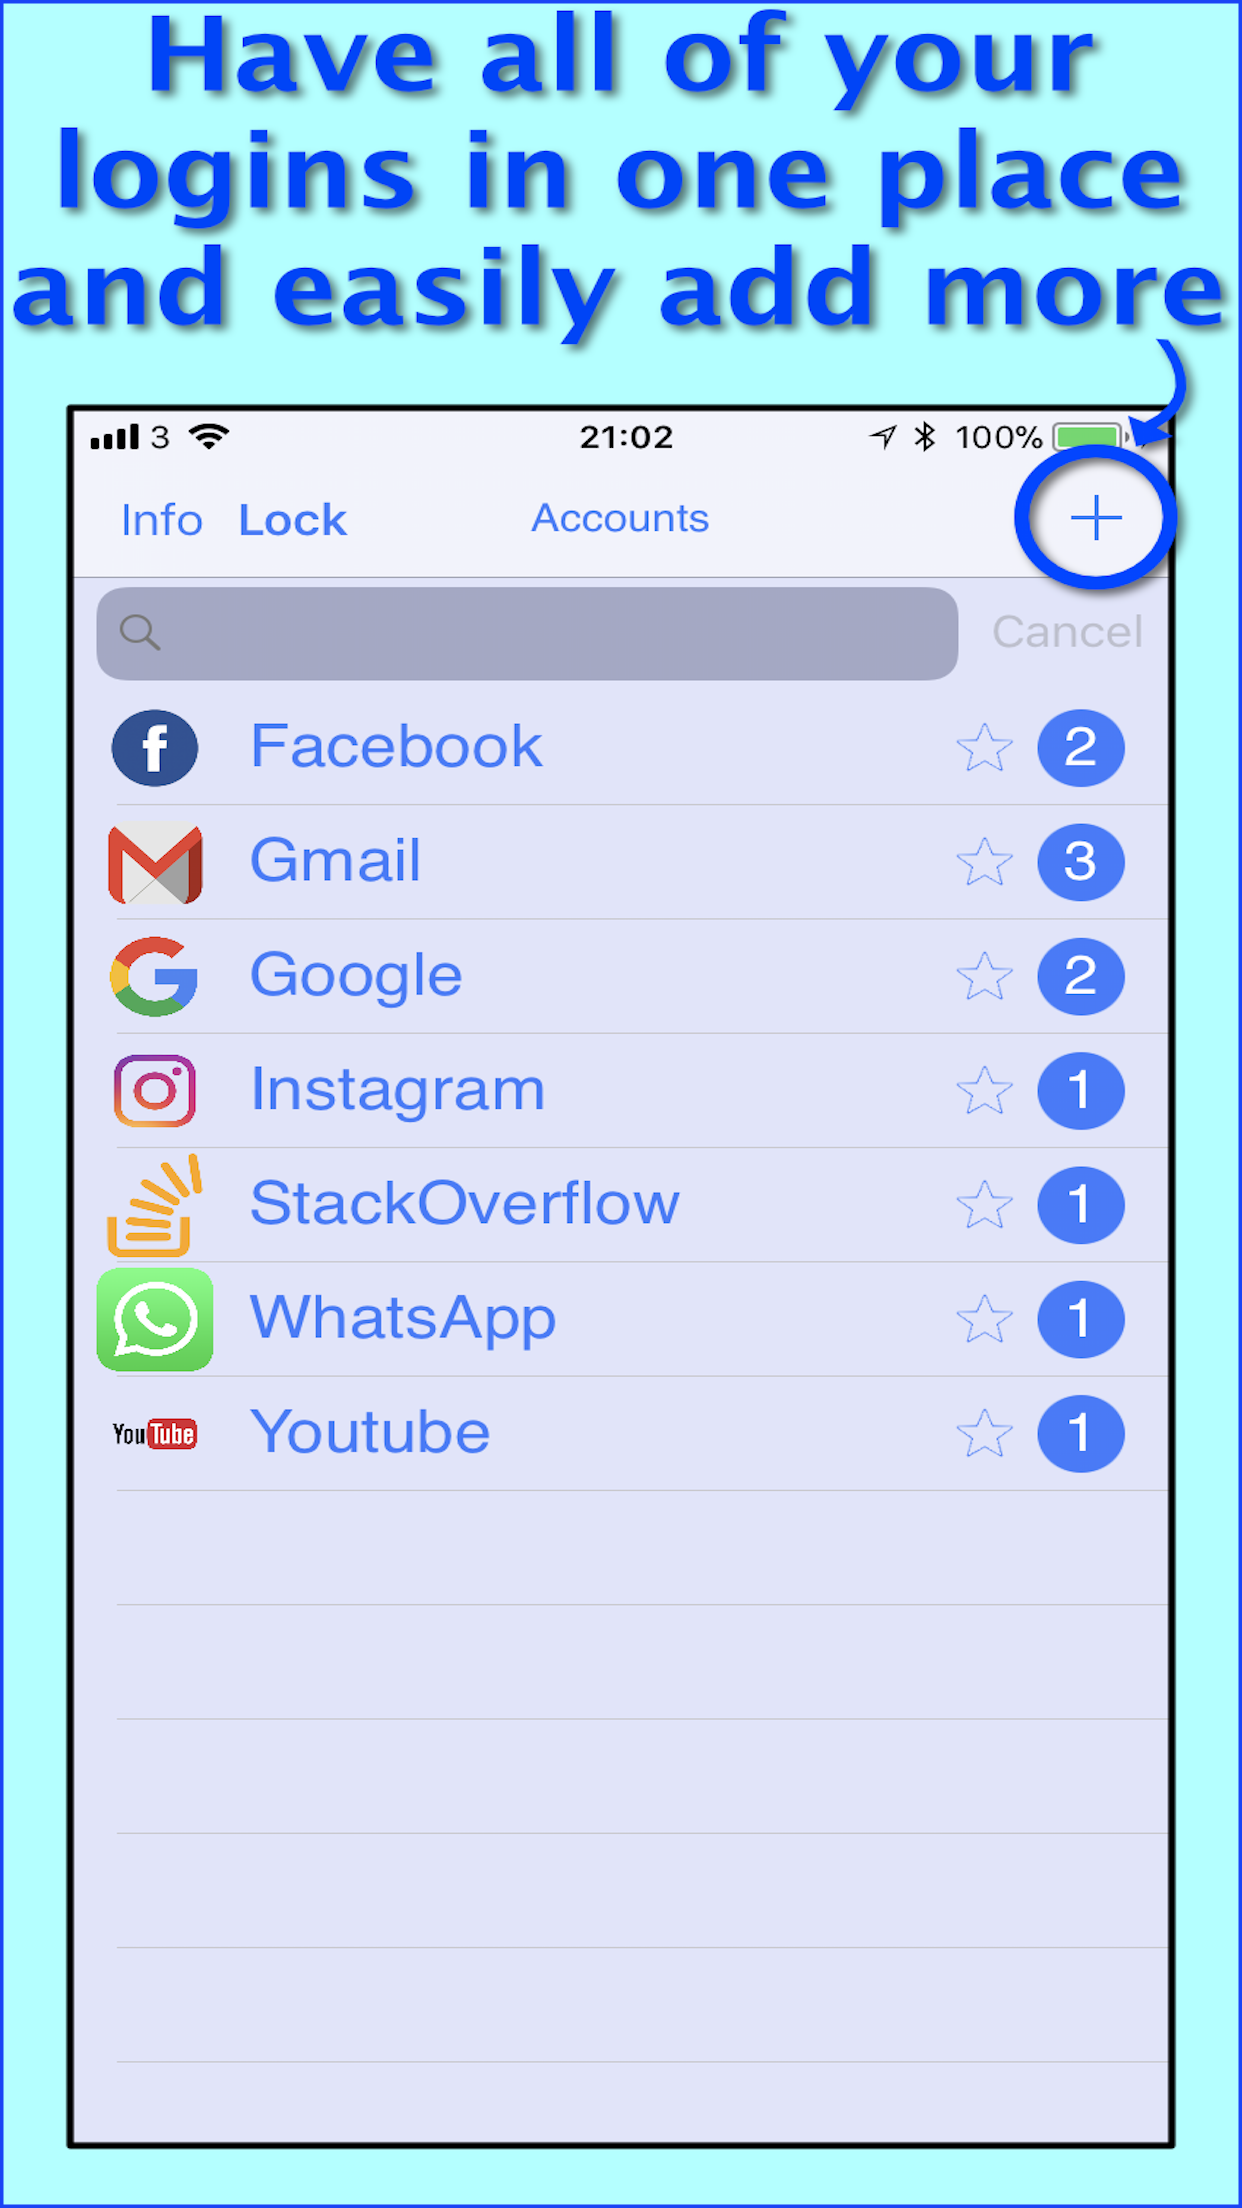 Have all of your
logins in one place
and easily add more
3 21:02 100%
Info Lock Accounts +
Cancel
f Facebook 2
M Gmail 3
G Google 2
Instagram 1
StackOverflow 1
WhatsApp 1
YouTube Youtube 1